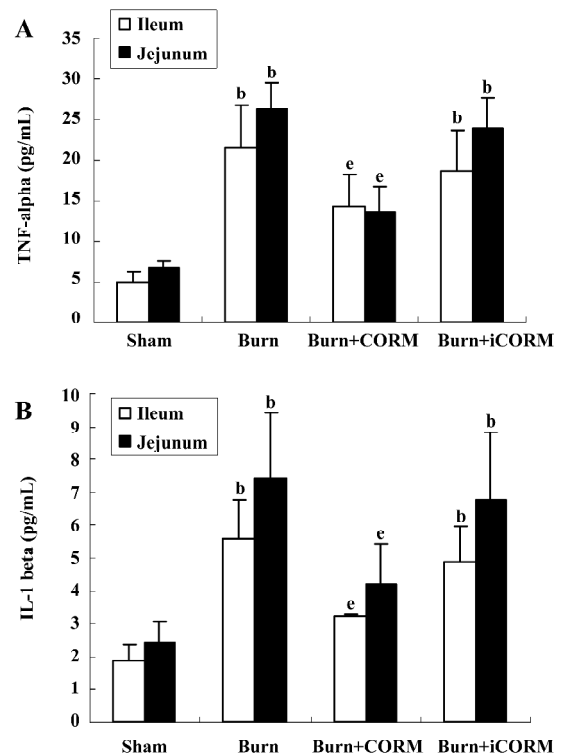 A
Ileum
Jejunum
TNF-alpha (pg/mL)
35
30
25
20
15
10
5
0
b
b
e
e
b
b
Sham
Burn
Burn+CORM
Burn+iCORM
B
Ileum
Jejunum
IL-1 beta (pg/mL)
10
9
8
7
6
5
4
3
2
1
0
b
b
e
e
b
b
Sham
Burn
Burn+CORM
Burn+iCORM